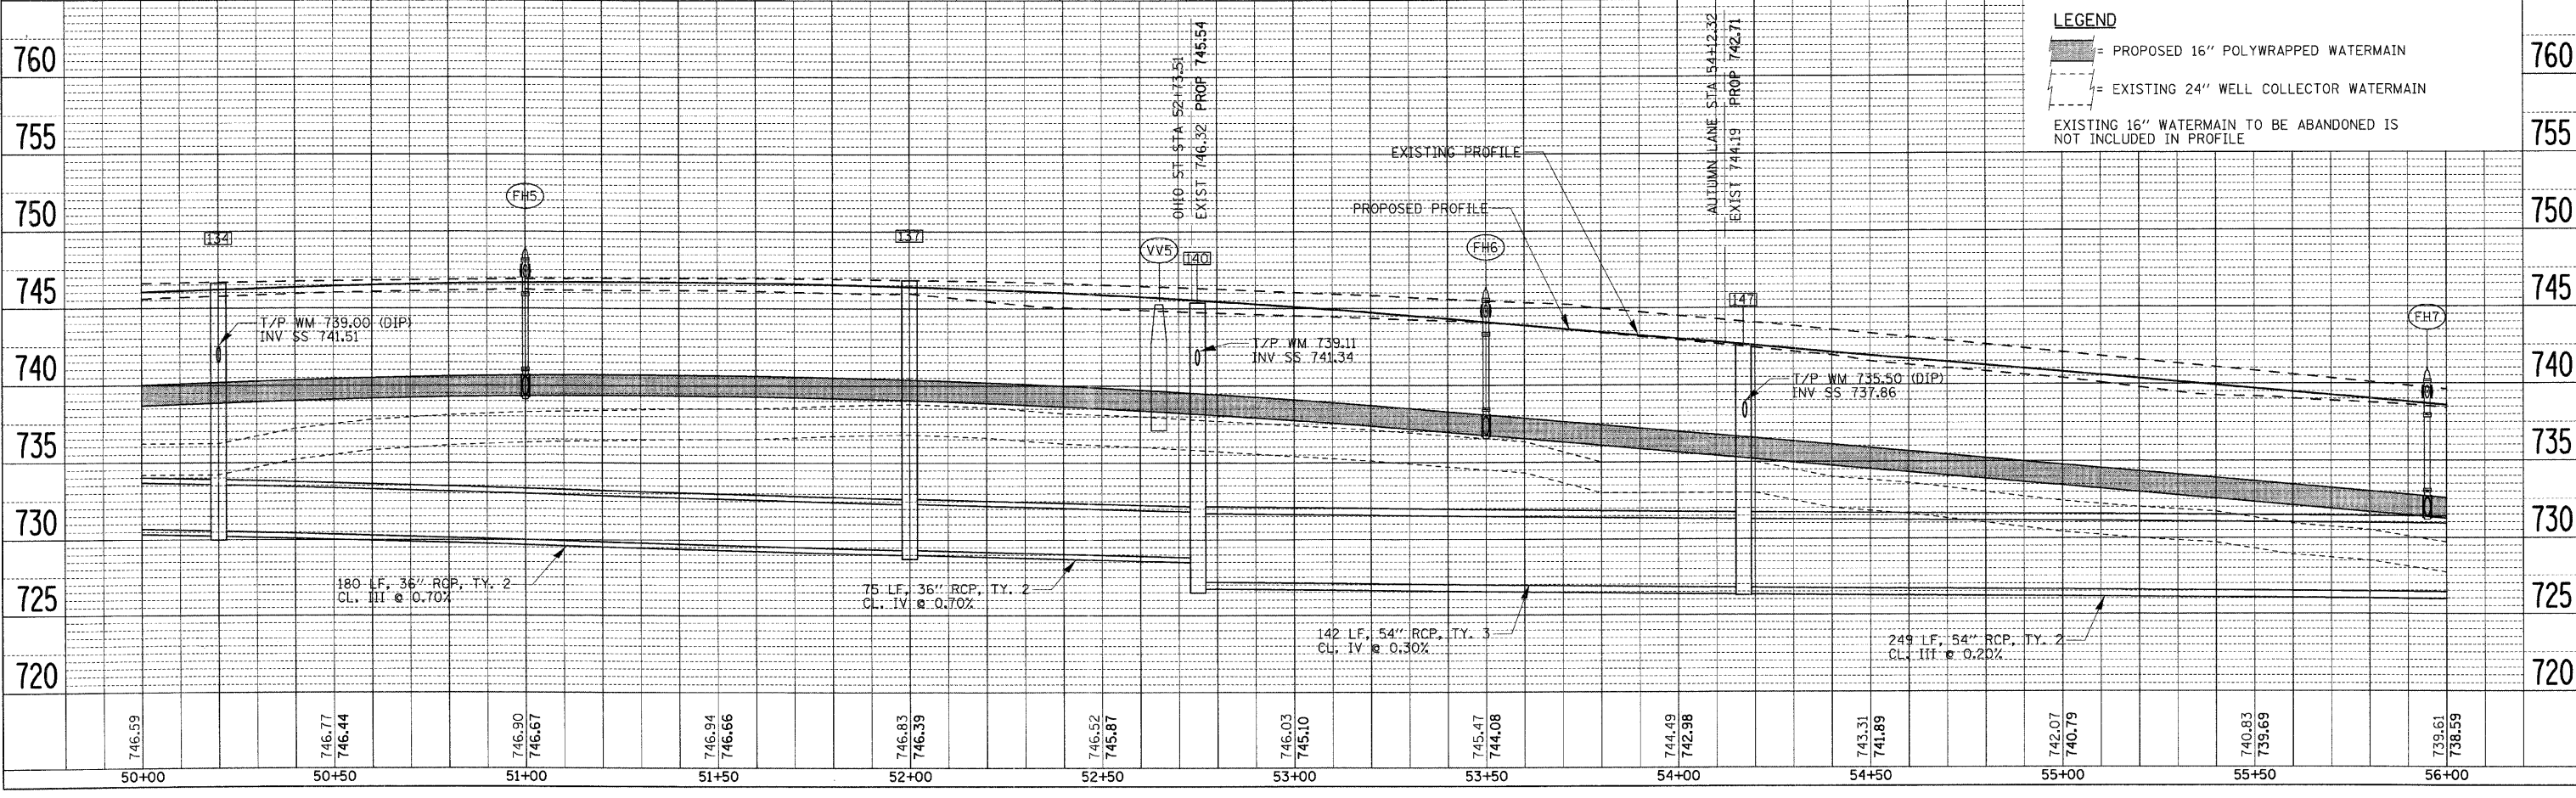 LEGEND
= PROPOSED 16" POLYWRAPPED WATERMAIN
= EXISTING 24" WELL COLLECTOR WATERMAIN
EXISTING 16" WATERMAIN TO BE ABANDONED IS
NOT INCLUDED IN PROFILE
760
755
750
745
740
735
730
725
720
760
755
750
745
740
735
730
725
720
OHIO ST STA 52+73.51
EXIST 746.32 PROP 745.54
AUTUMN LANE STA 54+12.32
EXIST 744.19 PROP 742.71
EXISTING PROFILE
PROPOSED PROFILE
134
FH5
137
VV5
140
FH6
147
FH7
T/P WM 739.00 (DIP)
INV SS 741.51
T/P WM 739.11
INV SS 741.34
T/P WM 735.50 (DIP)
INV SS 737.86
180 LF, 36" RCP, TY. 2
CL. III @ 0.70%
75 LF, 36" RCP, TY. 2
CL. IV @ 0.70%
142 LF, 54" RCP, TY. 3
CL. IV @ 0.30%
249 LF, 54" RCP, TY. 2
CL. III @ 0.20%
746.59
746.77
746.44
746.90
746.67
746.94
746.66
746.83
746.39
746.52
745.87
746.03
745.10
745.47
744.08
744.49
742.98
743.31
741.89
742.07
740.79
740.83
739.69
739.61
738.59
50+00
50+50
51+00
51+50
52+00
52+50
53+00
53+50
54+00
54+50
55+00
55+50
56+00